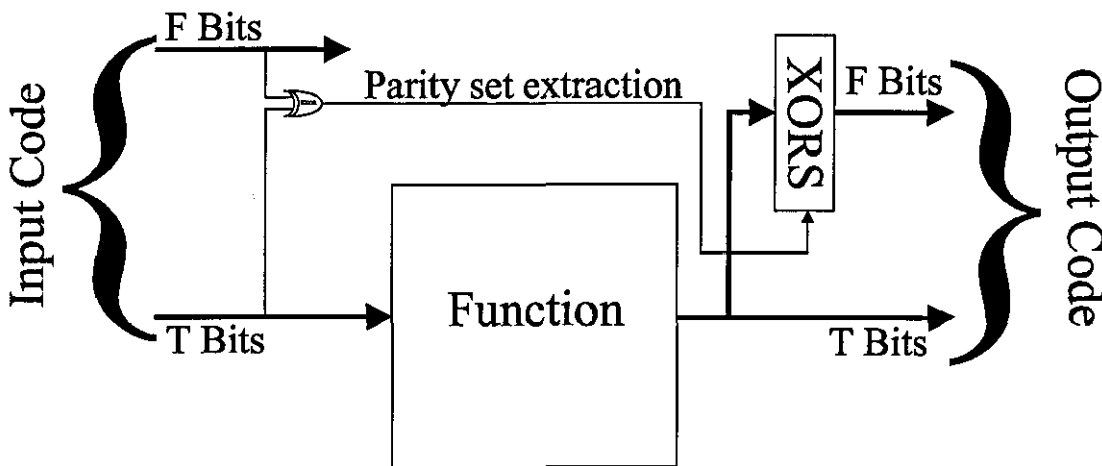 Input Code
F Bits
Parity set extraction
XORS
F Bits
Output Code
Function
T Bits
T Bits